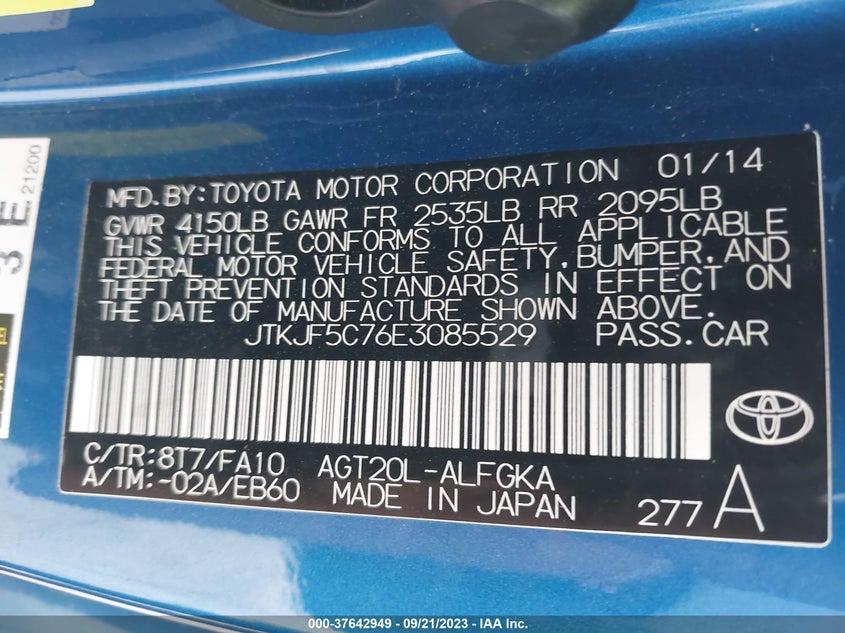 MFD.BY:TOYOTA MOTOR CORPORATION 01/14
GVWR 4150LB GAWR FR 2535LB RR 2095LB
THIS VEHICLE CONFORMS TO ALL APPLICABLE
FEDERAL MOTOR VEHICLE SAFETY,BUMPER,AND
THEFT PREVENTION STANDARDS IN EFFECT ON
THE DATE OF MANUFACTURE SHOWN ABOVE.
JTKJF5C76E3085529 PASS.CAR
C/TR:8T7/FA10 AGT20L-ALFGKA
A/TM:-02A/EB60 MADE IN JAPAN 277 A
3 E
21200
000-37642949 - 09/21/2023 - IAA Inc.